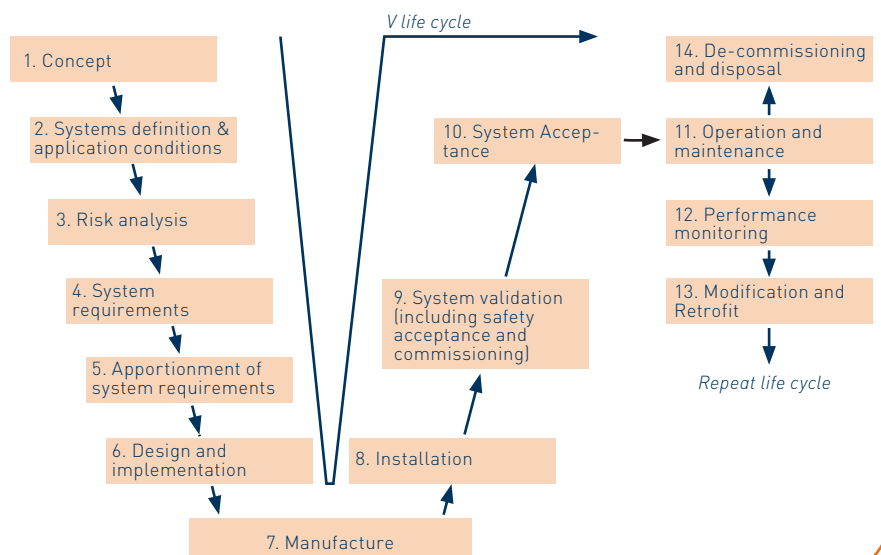 V life cycle
1. Concept
2. Systems definition &
application conditions
3. Risk analysis
4. System
requirements
5. Apportionment of
system requirements
6. Design and
implementation
7. Manufacture
8. Installation
9. System validation
(including safety
acceptance and
commissioning)
10. System Accep-
tance
14. De-commissioning
and disposal
11. Operation and
maintenance
12. Performance
monitoring
13. Modification and
Retrofit
Repeat life cycle